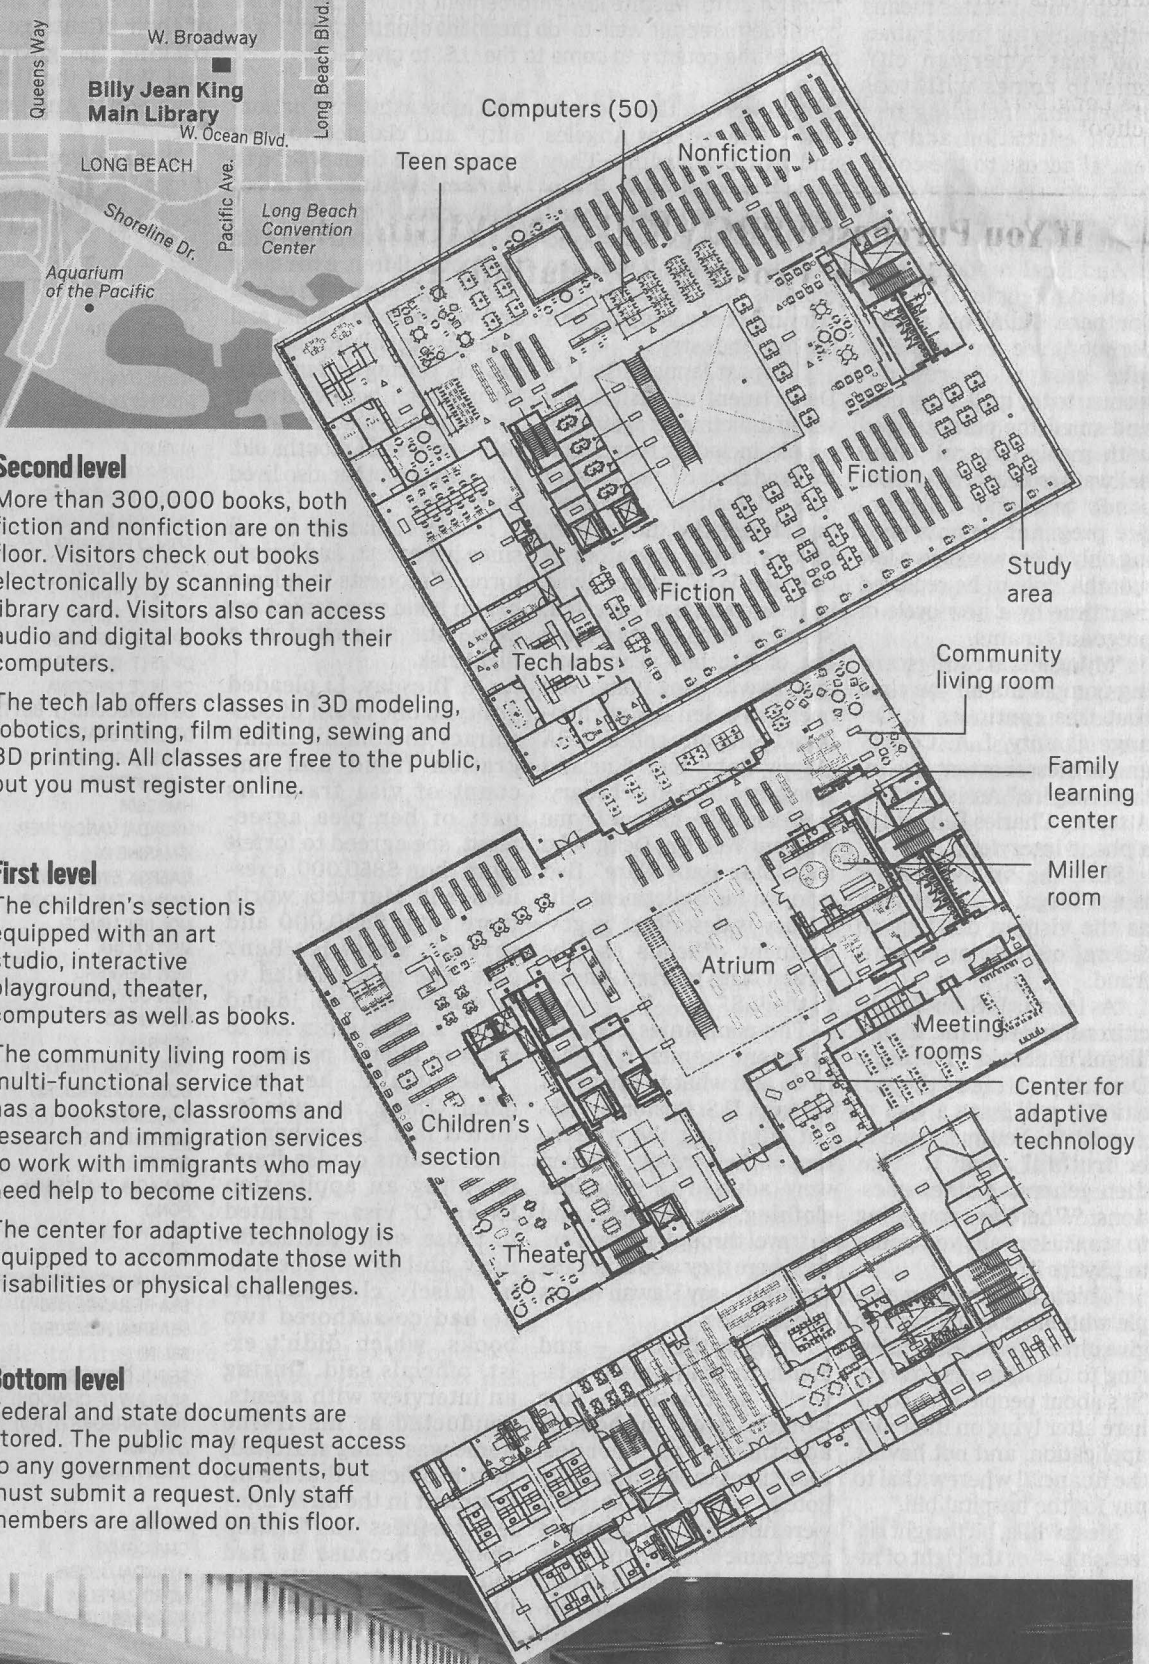 Queens Way
W. Broadway
Long Beach Blvd.
Billy Jean King
Main Library
W. Ocean Blvd.
LONG BEACH
Pacific Ave.
Shoreline Dr.
Long Beach
Convention
Center
Aquarium
of the Pacific
Computers (50)
Teen space
Nonfiction
Fiction
Fiction
Study
area
Tech labs
Second level
More than 300,000 books, both
fiction and nonfiction are on this
floor. Visitors check out books
electronically by scanning their
library card. Visitors also can access
audio and digital books through their
computers.
The tech lab offers classes in 3D modeling,
robotics, printing, film editing, sewing and
3D printing. All classes are free to the public,
but you must register online.
Community
living room
Family
learning
center
Miller
room
Atrium
Meeting
rooms
Center for
adaptive
technology
Children's
section
Theater
First level
The children's section is
equipped with an art
studio, interactive
playground, theater,
computers as well as books.
The community living room is
multi-functional service that
has a bookstore, classrooms and
research and immigration services
to work with immigrants who may
need help to become citizens.
The center for adaptive technology is
equipped to accommodate those with
disabilities or physical challenges.
Bottom level
Federal and state documents are
stored. The public may request access
to any government documents, but
must submit a request. Only staff
members are allowed on this floor.